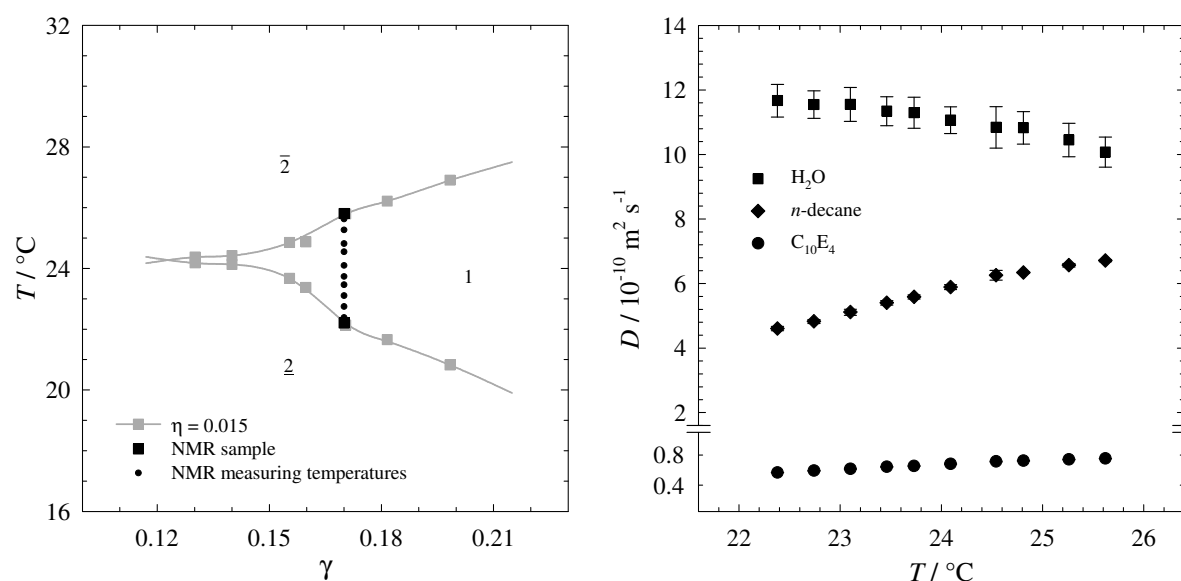 32
28
24
20
16
T / °C
0.12
0.15
0.18
0.21
γ
2̅
1
2̲
η = 0.015
NMR sample
NMR measuring temperatures
14
12
10
8
6
4
2
0.8
0.4
D / 10⁻¹⁰ m² s⁻¹
H₂O
n-decane
C₁₀E₄
22
23
24
25
26
T / °C